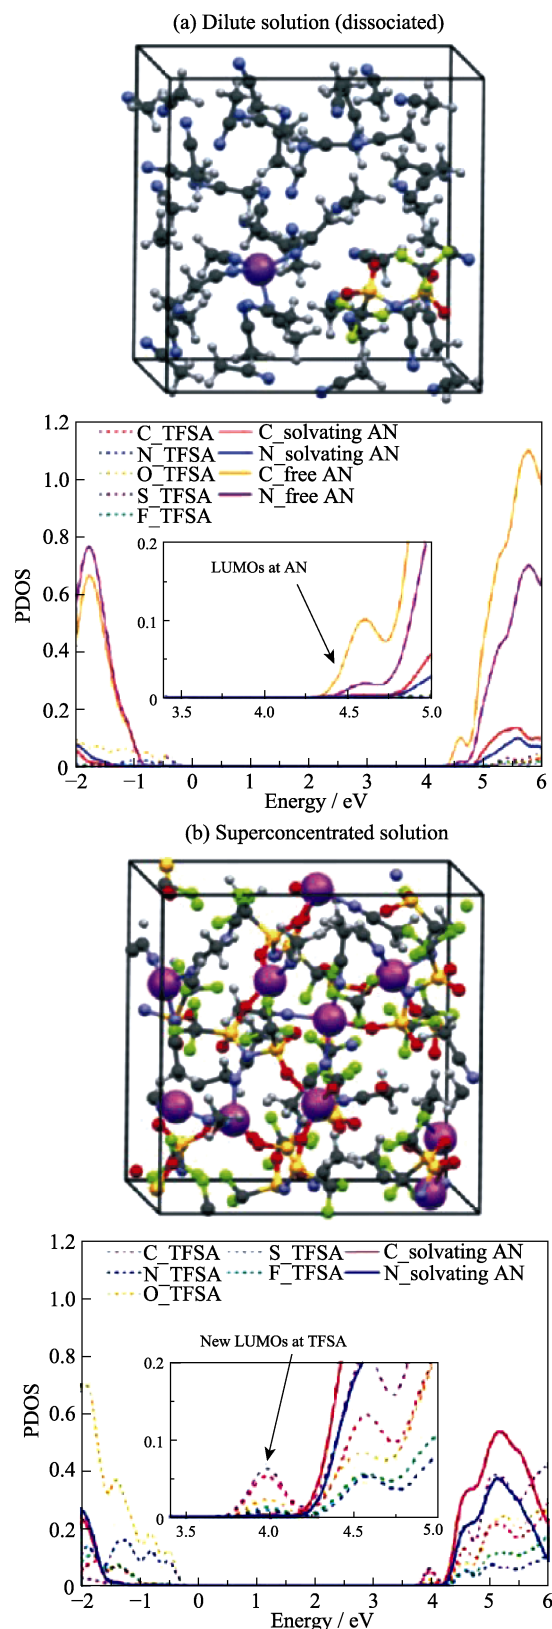 (a) Dilute solution (dissociated)
1.2
1.0
0.8
0.6
0.4
0.2
0
PDOS
C_TFSA
N_TFSA
O_TFSA
S_TFSA
F_TFSA
C_solvating AN
N_solvating AN
C_free AN
N_free AN
0.2
0.1
0
LUMOs at AN
3.5 4.0 4.5 5.0
−2 −1 0 1 2 3 4 5 6
Energy / eV
(b) Superconcentrated solution
1.2
1.0
0.8
0.6
0.4
0.2
0
PDOS
C_TFSA
N_TFSA
O_TFSA
S_TFSA
F_TFSA
C_solvating AN
N_solvating AN
New LUMOs at TFSA
0.2
0.1
0
3.5 4.0 4.5 5.0
−2 −1 0 1 2 3 4 5 6
Energy / eV